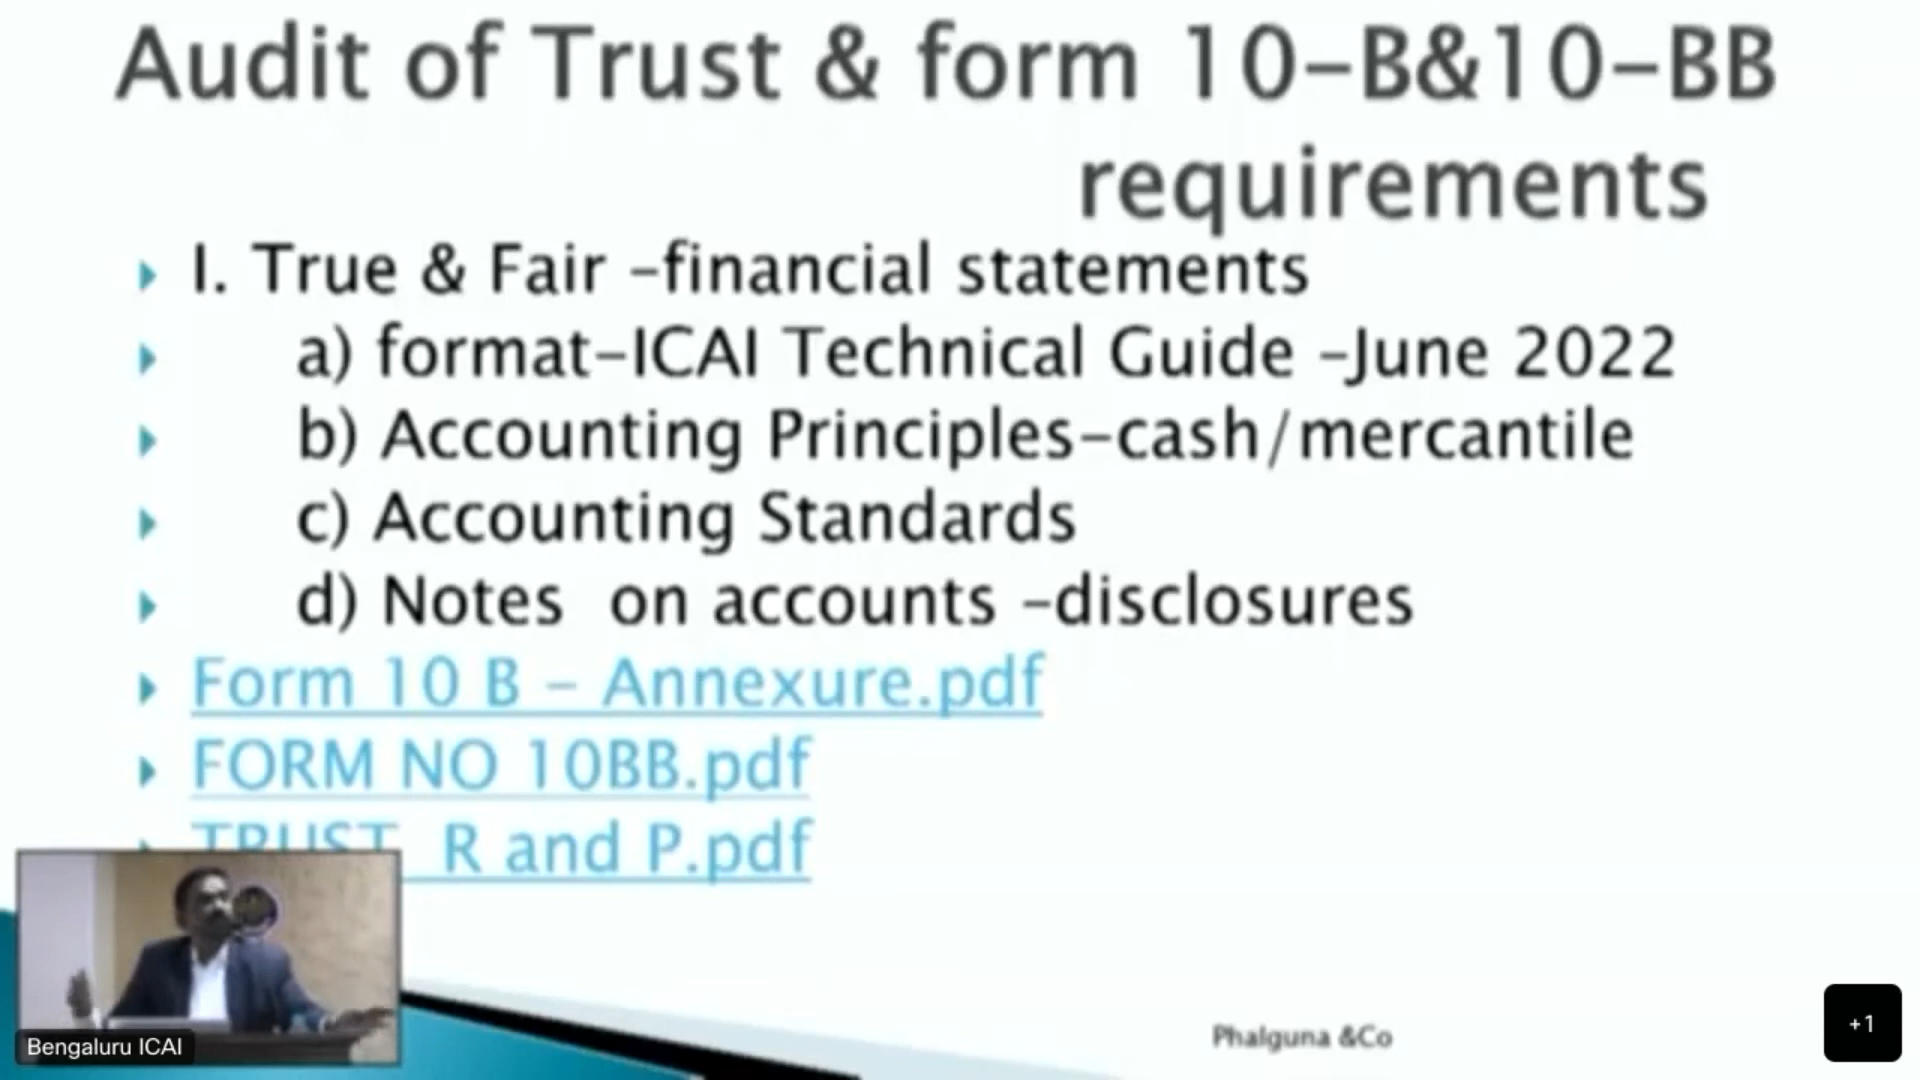 Audit of Trust & form 10-B&10-BB
requirements
I. True & Fair -financial statements
a) format-ICAI Technical Guide -June 2022
b) Accounting Principles-cash/mercantile
c) Accounting Standards
d) Notes on accounts -disclosures
Form 10 B - Annexure.pdf
FORM NO 10BB.pdf
TRUST R and P.pdf
Bengaluru ICAI
Phalguna &Co
+1